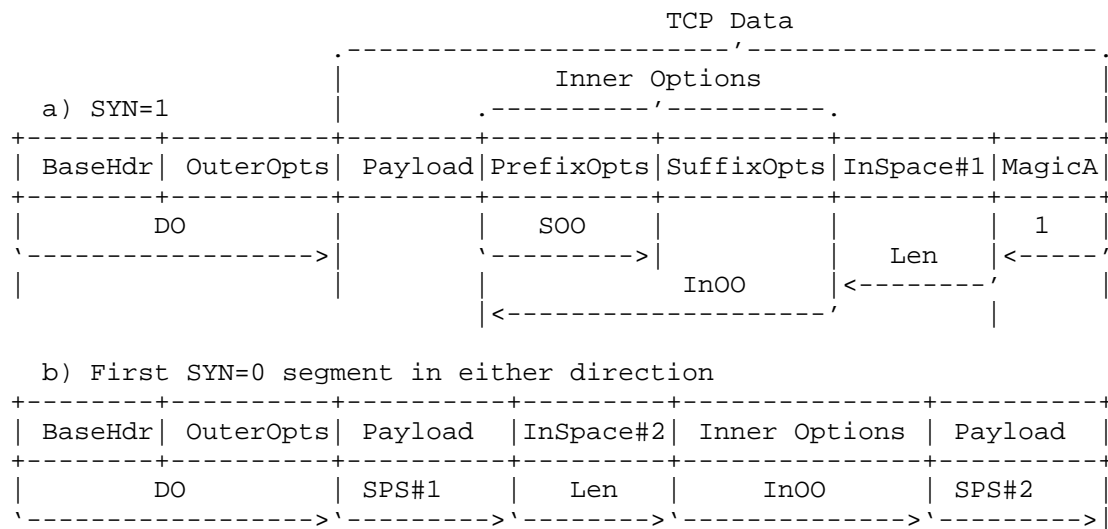 TCP Data
.------------------------'----------------------.
| Inner Options |
a) SYN=1 | .----------'----------. |
+--------+-----------+---------+----------+----------+---------+------+
| BaseHdr| OuterOpts| Payload|PrefixOpts|SuffixOpts|InSpace#1|MagicA|
+--------+-----------+---------+----------+----------+---------+------+
| DO | | SOO | | | 1 |
`------------------>| `--------->| | Len |<-----'
| | | InOO |<--------' |
|<--------------------' |
b) First SYN=0 segment in either direction
+--------+-----------+----------+---------+---------------+----------+
| BaseHdr| OuterOpts| Payload |InSpace#2| Inner Options | Payload |
+--------+-----------+----------+---------+---------------+----------+
| DO | SPS#1 | Len | InOO | SPS#2 |
`------------------>`--------->`-------->`-------------->`--------->|